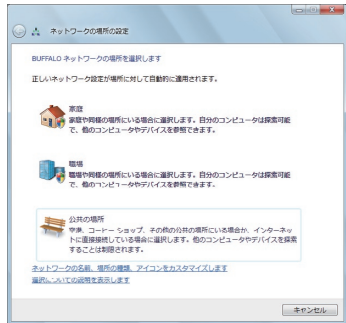 ネットワークの場所の設定
BUFFALO ネットワークの場所を選択します
正しいネットワーク設定が場所に対して自動的に適用されます。
家庭
家庭や同様の場所にいる場合に選択します。自分のコンピュータは探索可能
で、他のコンピュータやデバイスを参照できます。
職場
職場や同様の場所にいる場合に選択します。自分のコンピュータは探索可能
で、他のコンピュータやデバイスを参照できます。
公共の場所
空港、コーヒー ショップ、その他の公共の場所にいる場合か、インターネッ
トに直接接続している場合に選択します。他のコンピュータやデバイスを探索
することは制限されます。
ネットワークの名前、場所の種類、アイコンをカスタマイズします
選択についての説明を表示します
キャンセル